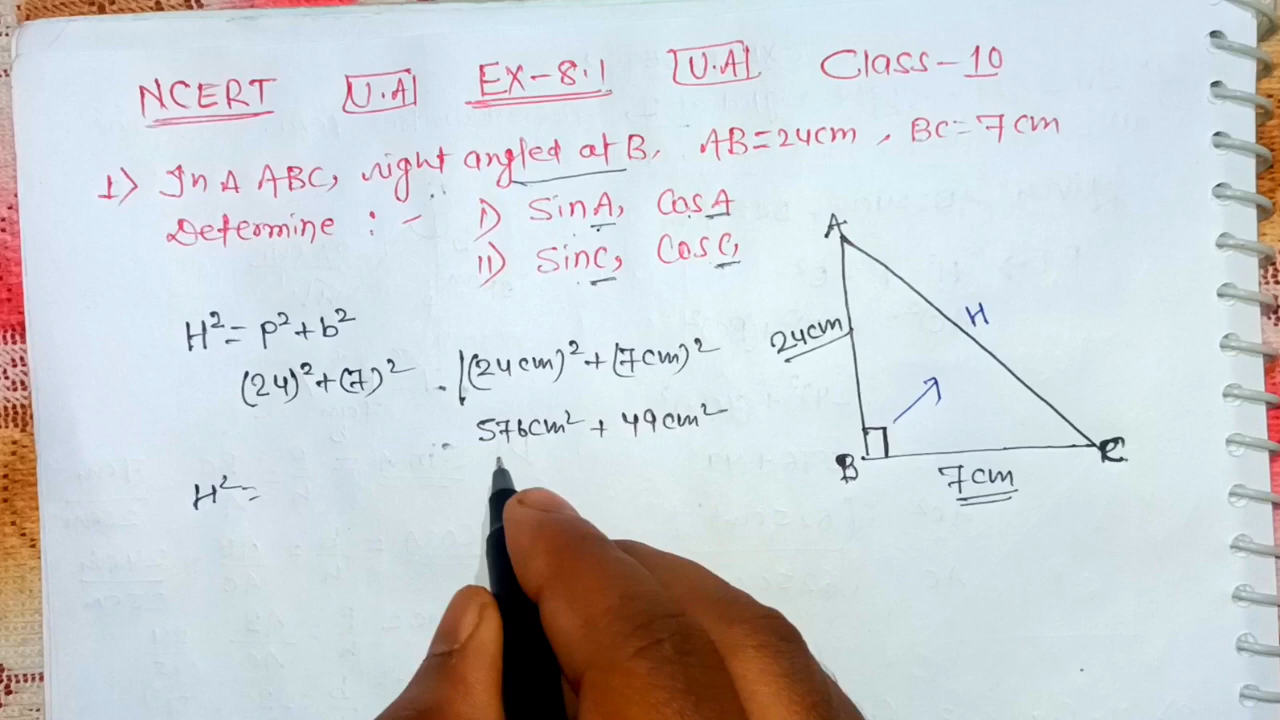 NCERT U.A EX-8.1 U.A Class-10
1) In A ABC, right angled at B, AB=24cm, BC=7cm
Determine :- i) SinA, CosA
ii) Sinc, Cosc,
H²= p²+b²
(24)²+(7)² (24cm)²+(7cm)²
576cm²+49cm²
H²=
A
24cm
H
B
7cm
C